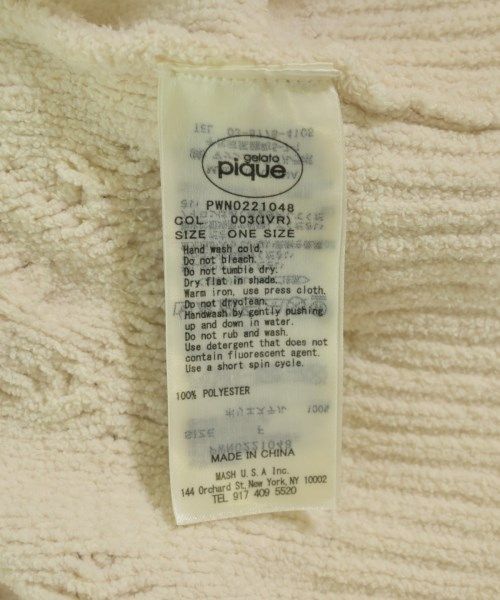 gelato
pique
PWNO221048
COL 003(IVR)
SIZE ONE SIZE
Hand wash cold.
Do not bleach.
Do not tumble dry.
Dry flat in shade.
Warm iron, use press cloth.
Do not dryclean.
Handwash by gently pushing
up and down in water.
Do not rub and wash.
Use detergent that does not
contain fluorescent agent.
Use a short spin cycle.
100% POLYESTER
MADE IN CHINA
MASH U.S.A Inc.
144 Orchard St, New York, NY 10002
TEL 917 409 5520